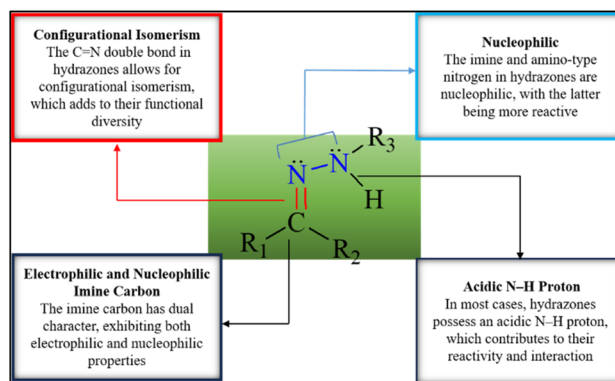 Configurational Isomerism
The C=N double bond in
hydrazones allows for
configurational isomerism,
which adds to their functional
diversity
Nucleophilic
The imine and amino-type
nitrogen in hydrazones are
nucleophilic, with the latter
being more reactive
R3
N
N
H
C
R1
R2
Electrophilic and Nucleophilic
Imine Carbon
The imine carbon has dual
character, exhibiting both
electrophilic and nucleophilic
properties
Acidic N–H Proton
In most cases, hydrazones
possess an acidic N–H proton,
which contributes to their
reactivity and interaction